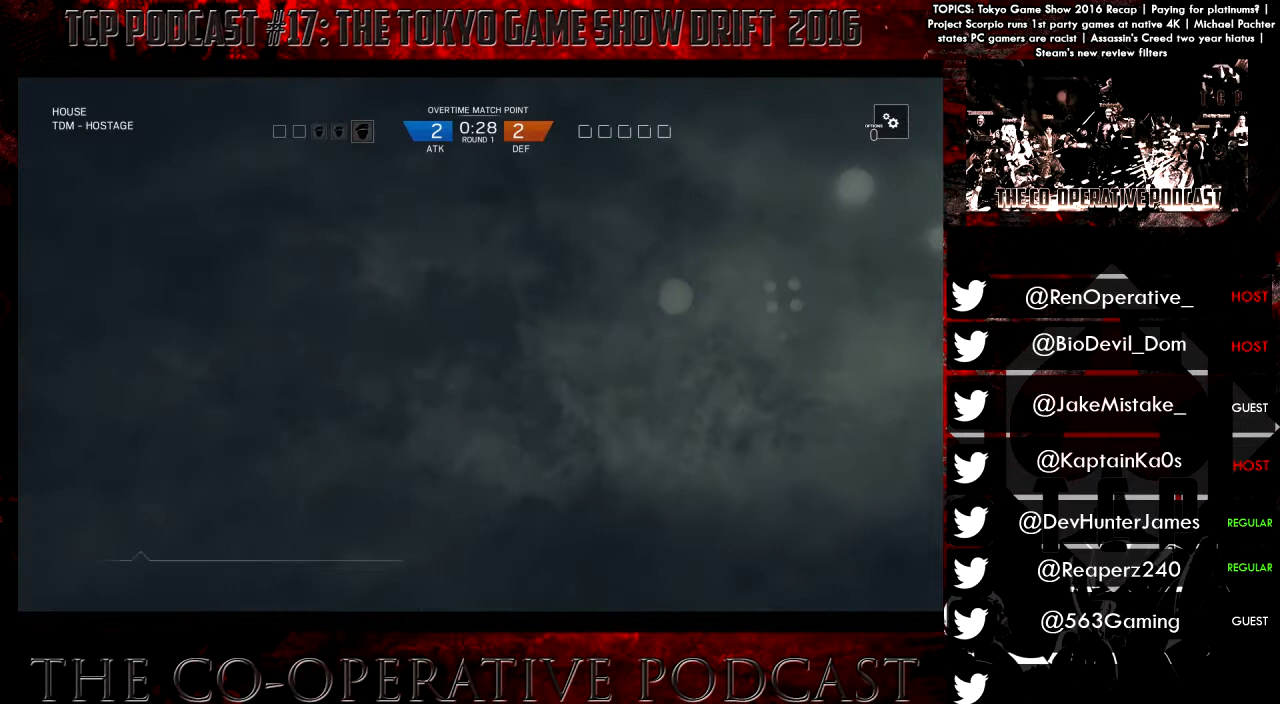 TCP PODCAST #17: THE TOKYO GAME SHOW DRIFT 2016
TOPICS: Tokyo Game Show 2016 Recap | Paying for platinums? |
Project Scorpio runs 1st party games at native 4K | Michael Pachter
states PC gamers are racist | Assassin's Creed two year hiatus |
Steam's new review filters
HOUSE
TDM - HOSTAGE
OVERTIME MATCH POINT
2 0:28 2
ROUND 1
ATK DEF
OPTIONS
TCP
THE CO-OPERATIVE PODCAST
@RenOperative_ HOST
@BioDevil_Dom HOST
@JakeMistake_ GUEST
@KaptainKa0s HOST
@DevHunterJames REGULAR
@Reaperz240 REGULAR
@563Gaming GUEST
THE CO-OPERATIVE PODCAST